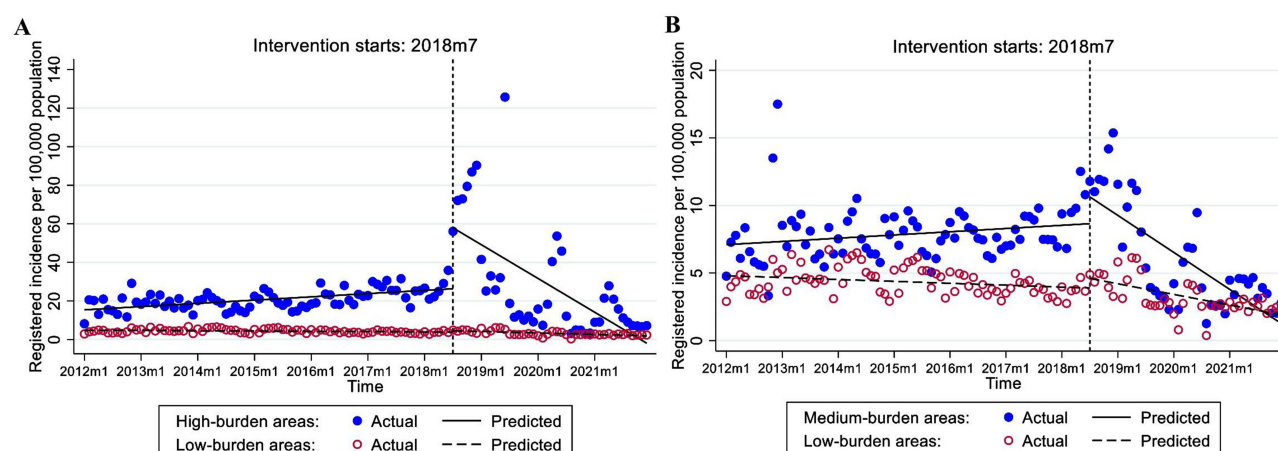 A
Intervention starts: 2018m7
Registered incidence per 100,000 population
140
120
100
80
60
40
20
0
2012m1 2013m1 2014m1 2015m1 2016m1 2017m1 2018m1 2019m1 2020m1 2021m1
Time
High-burden areas: Actual Predicted
Low-burden areas: Actual Predicted
B
Intervention starts: 2018m7
Registered incidence per 100,000 population
20
15
10
5
0
2012m1 2013m1 2014m1 2015m1 2016m1 2017m1 2018m1 2019m1 2020m1 2021m1
Time
Medium-burden areas: Actual Predicted
Low-burden areas: Actual Predicted